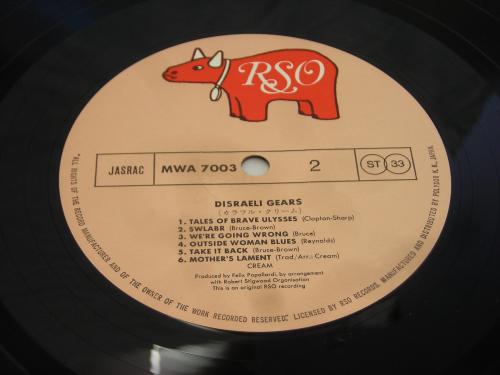 RSO
JASRAC
MWA 7003
2
ST 33
DISRAELI GEARS
(カラフル・クリーム)
1. TALES OF BRAVE ULYSSES (Clapton-Sharp)
2. SWLABR (Bruce-Brown)
3. WE'RE GOING WRONG (Bruce)
4. OUTSIDE WOMAN BLUES (Reynolds)
5. TAKE IT BACK (Bruce-Brown)
6. MOTHER'S LAMENT (Trad/Arr.: Cream)
CREAM
Produced by Felix Papallardi, by arrangement
with Robert Stigwood Organisation
This is an original RSO recording
"ALL RIGHTS OF THE RECORD MANUFACTURER AND OF THE OWNER OF THE WORK RECORDED RESERVED." LICENSED BY RSO RECORDS, MANUFACTURED AND DISTRIBUTED BY POLYDOR K.K., JAPAN.